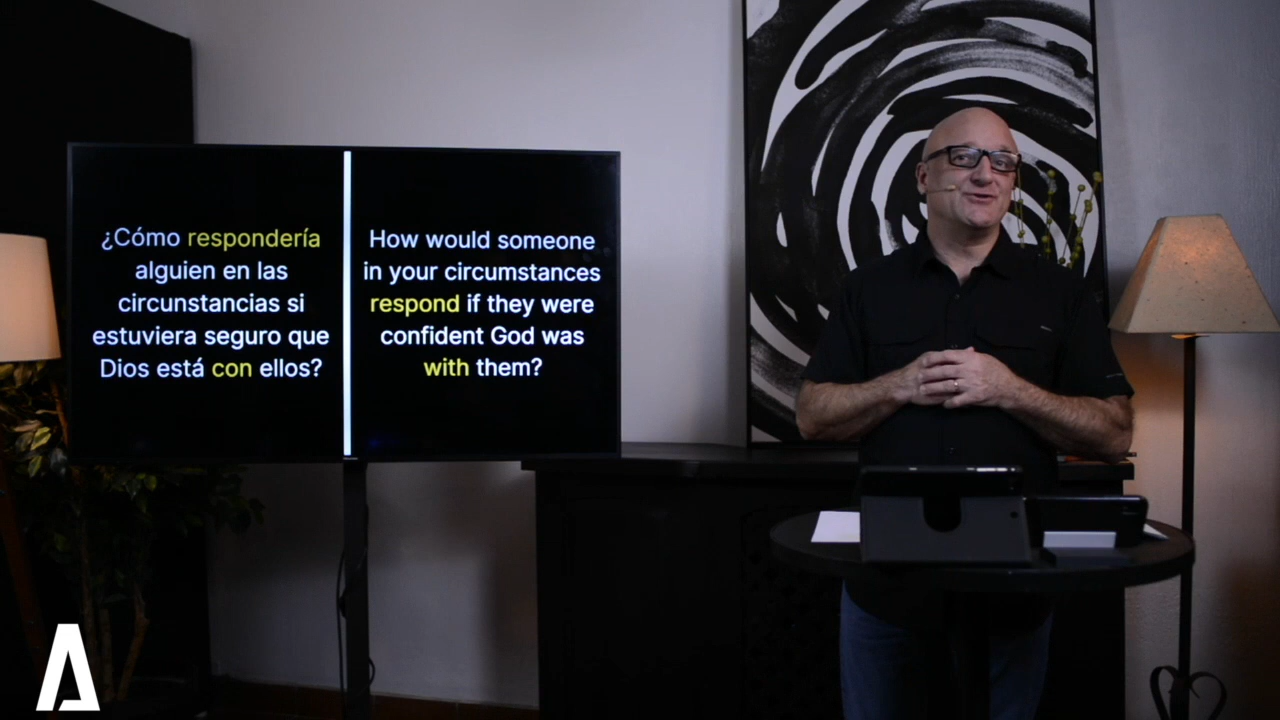 ¿Cómo respondería
alguien en las
circunstancias si
estuviera seguro que
Dios está con ellos?
How would someone
in your circumstances
respond if they were
confident God was
with them?